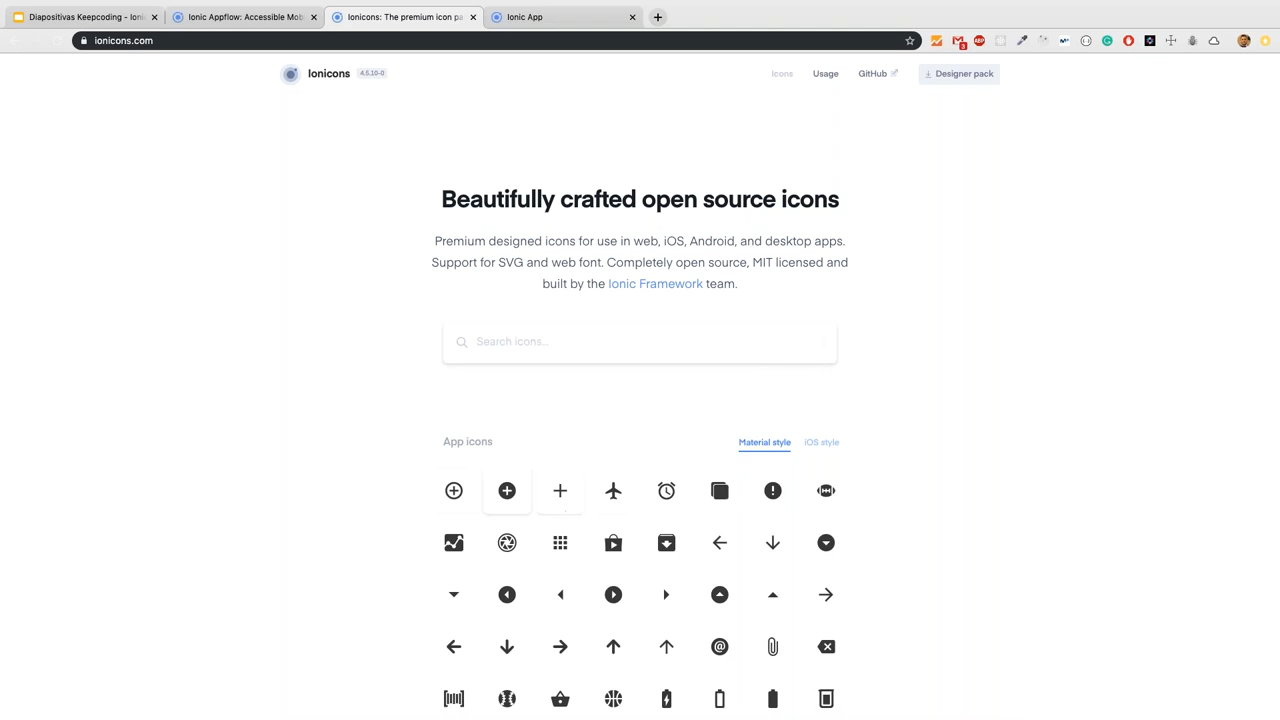 Diapositivas Keepcoding - Ioni
Ionic Appflow: Accessible Mob
Ionicons: The premium icon pa
Ionic App
ionicons.com
3
ABP
Ionicons
4.5.10-0
Icons
Usage
GitHub
Designer pack
Beautifully crafted open source icons
Premium designed icons for use in web, iOS, Android, and desktop apps.
Support for SVG and web font. Completely open source, MIT licensed and
built by the Ionic Framework team.
Search icons...
App icons
Material style
iOS style